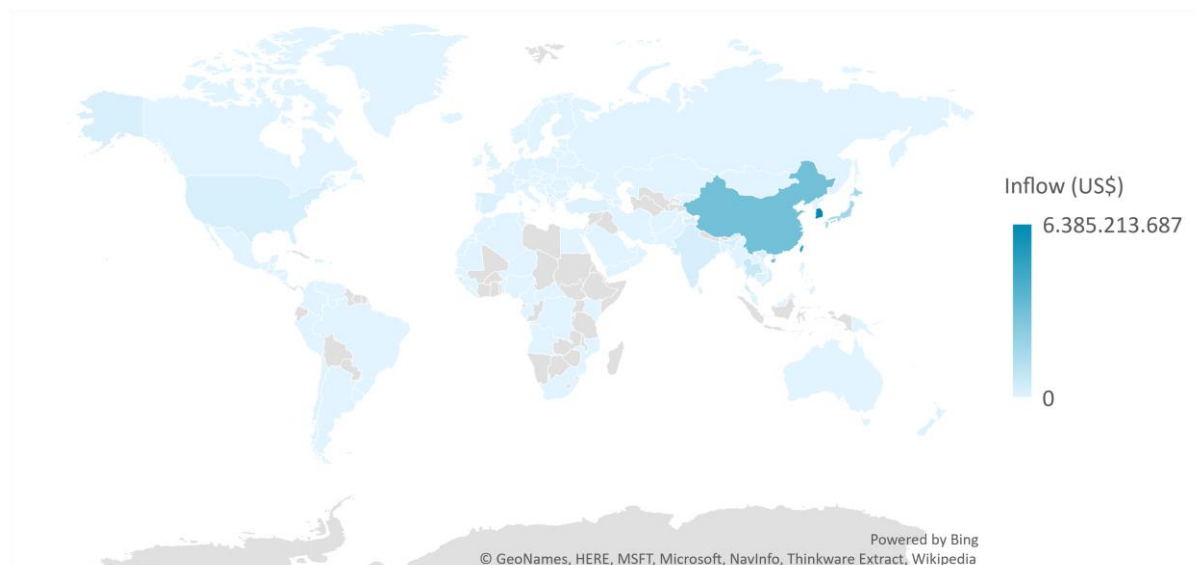 Inflow (US$)
6.385.213.687
0
Powered by Bing
© GeoNames, HERE, MSFT, Microsoft, NavInfo, Thinkware Extract, Wikipedia